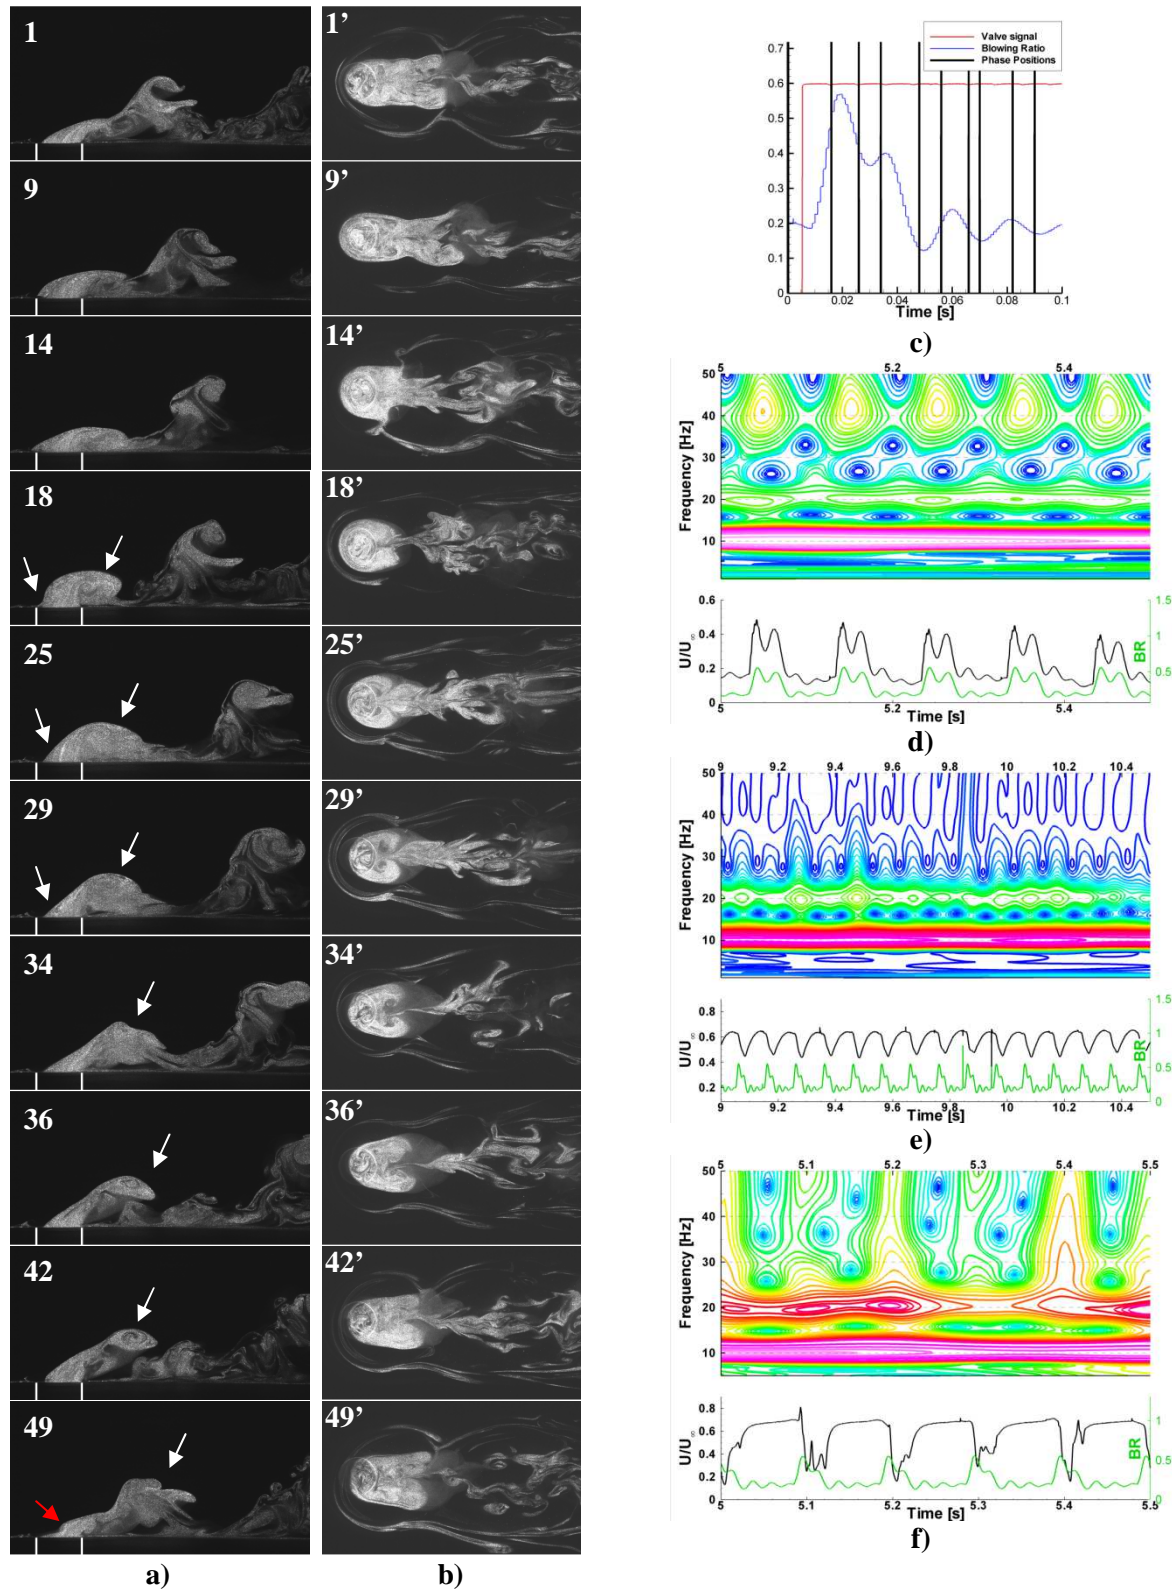 1
1’
9
9’
14
14’
18
18’
25
25’
29
29’
34
34’
36
36’
42
42’
49
49’
a)
b)
Valve signal
Blowing Ratio
Phase Positions
0.7
0.6
0.5
0.4
0.3
0.2
0.1
0
0 0.02 0.04 0.06 0.08 0.1
Time [s]
c)
5 5.2 5.4
50
40
30
20
10
Frequency [Hz]
0.6
0.4
0.2
0
U/U∞
1.5
1
0.5
0
BR
5 5.2 5.4
Time [s]
d)
9 9.2 9.4 9.6 9.8 10 10.2 10.4
50
40
30
20
10
Frequency [Hz]
0.8
0.6
0.4
0.2
U/U∞
1.5
1
0.5
0
BR
9 9.2 9.4 9.6 9.8 10 10.2 10.4
Time [s]
e)
5 5.1 5.2 5.3 5.4 5.5
50
40
30
20
10
Frequency [Hz]
0.8
0.6
0.4
0.2
0
U/U∞
1
0.5
0
BR
5 5.1 5.2 5.3 5.4 5.5
Time [s]
f)